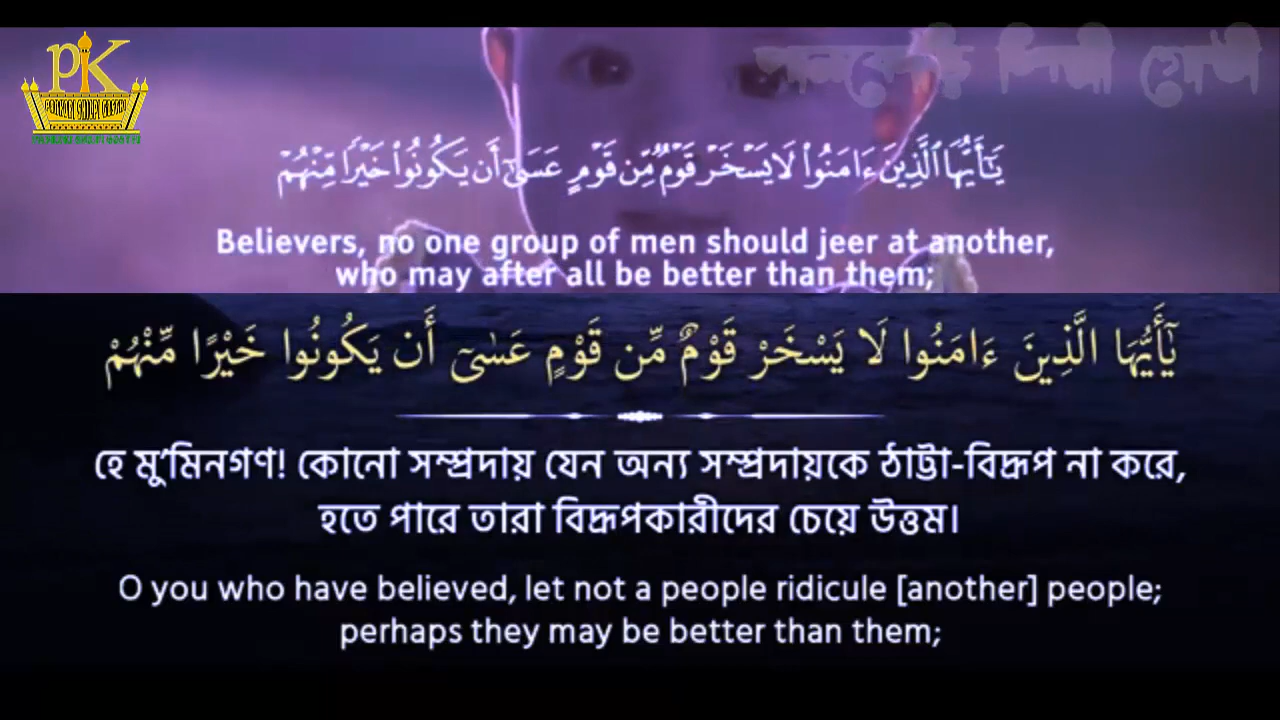 PK
يَـٰٓأَيُّهَا ٱلَّذِينَ ءَامَنُوا۟ لَا يَسْخَرْ قَوْمٌ مِّن قَوْمٍ عَسَىٰٓ أَن يَكُونُوا۟ خَيْرًا مِّنْهُمْ
Believers, no one group of men should jeer at another,
who may after all be better than them;
يَٰٓأَيُّهَا الَّذِينَ ءَامَنُوا لَا يَسْخَرْ قَوْمٌ مِّن قَوْمٍ عَسٰىٓ أَن يَكُونُوا خَيْرًا مِّنْهُمْ
হে মু’মিনগণ! কোনো সম্প্রদায় যেন অন্য সম্প্রদায়কে ঠাট্টা-বিদ্রূপ না করে,
হতে পারে তারা বিদ্রূপকারীদের চেয়ে উত্তম।
O you who have believed, let not a people ridicule [another] people;
perhaps they may be better than them;